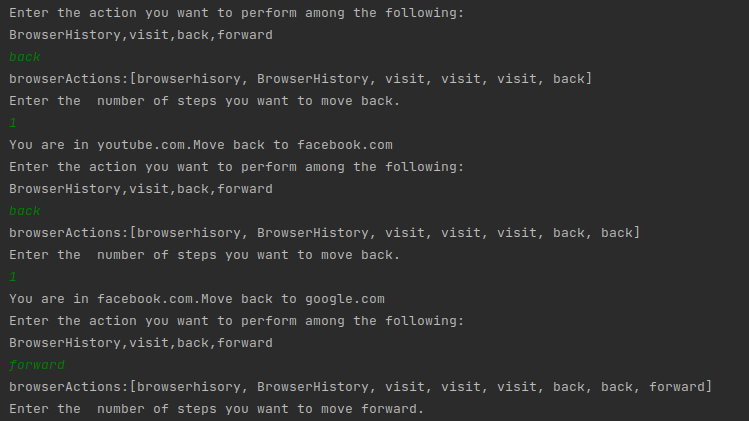 Enter the action you want to perform among the following:
BrowserHistory,visit,back,forward
back
browserActions:[browserhisory, BrowserHistory, visit, visit, visit, back]
Enter the  number of steps you want to move back.
1
You are in youtube.com.Move back to facebook.com
Enter the action you want to perform among the following:
BrowserHistory,visit,back,forward
back
browserActions:[browserhisory, BrowserHistory, visit, visit, visit, back, back]
Enter the  number of steps you want to move back.
1
You are in facebook.com.Move back to google.com
Enter the action you want to perform among the following:
BrowserHistory,visit,back,forward
forward
browserActions:[browserhisory, BrowserHistory, visit, visit, visit, back, back, forward]
Enter the  number of steps you want to move forward.